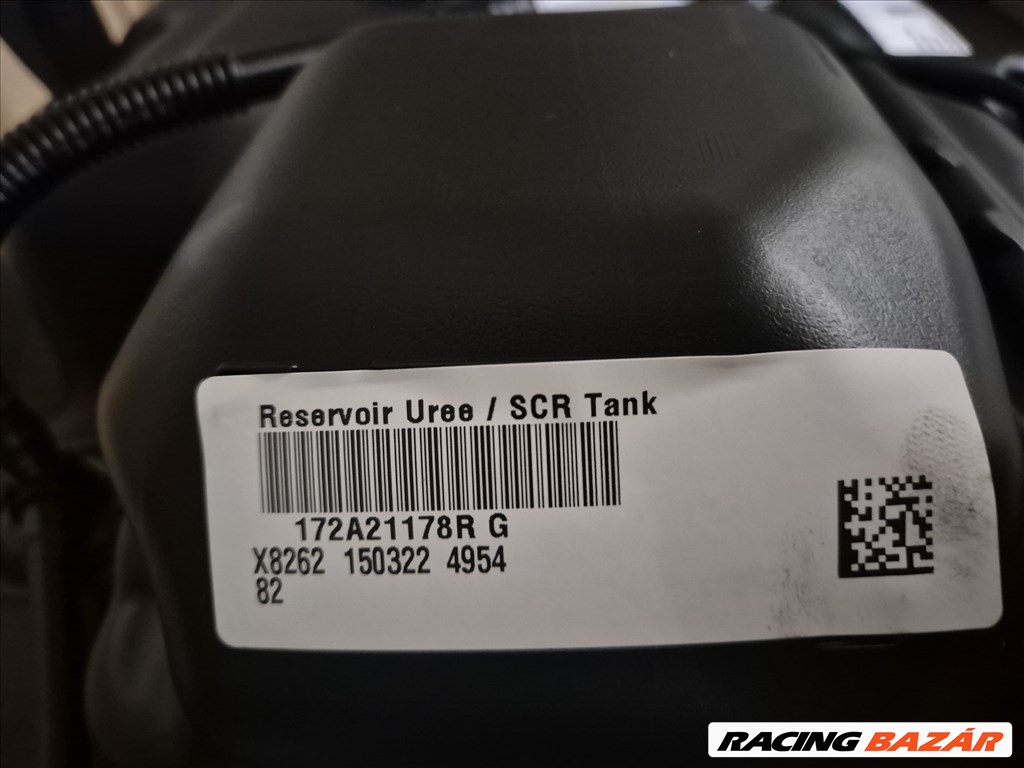 Reservoir Uree / SCR Tank
172A21178R G
X8262 150322 4954
82
RACING BAZÁR